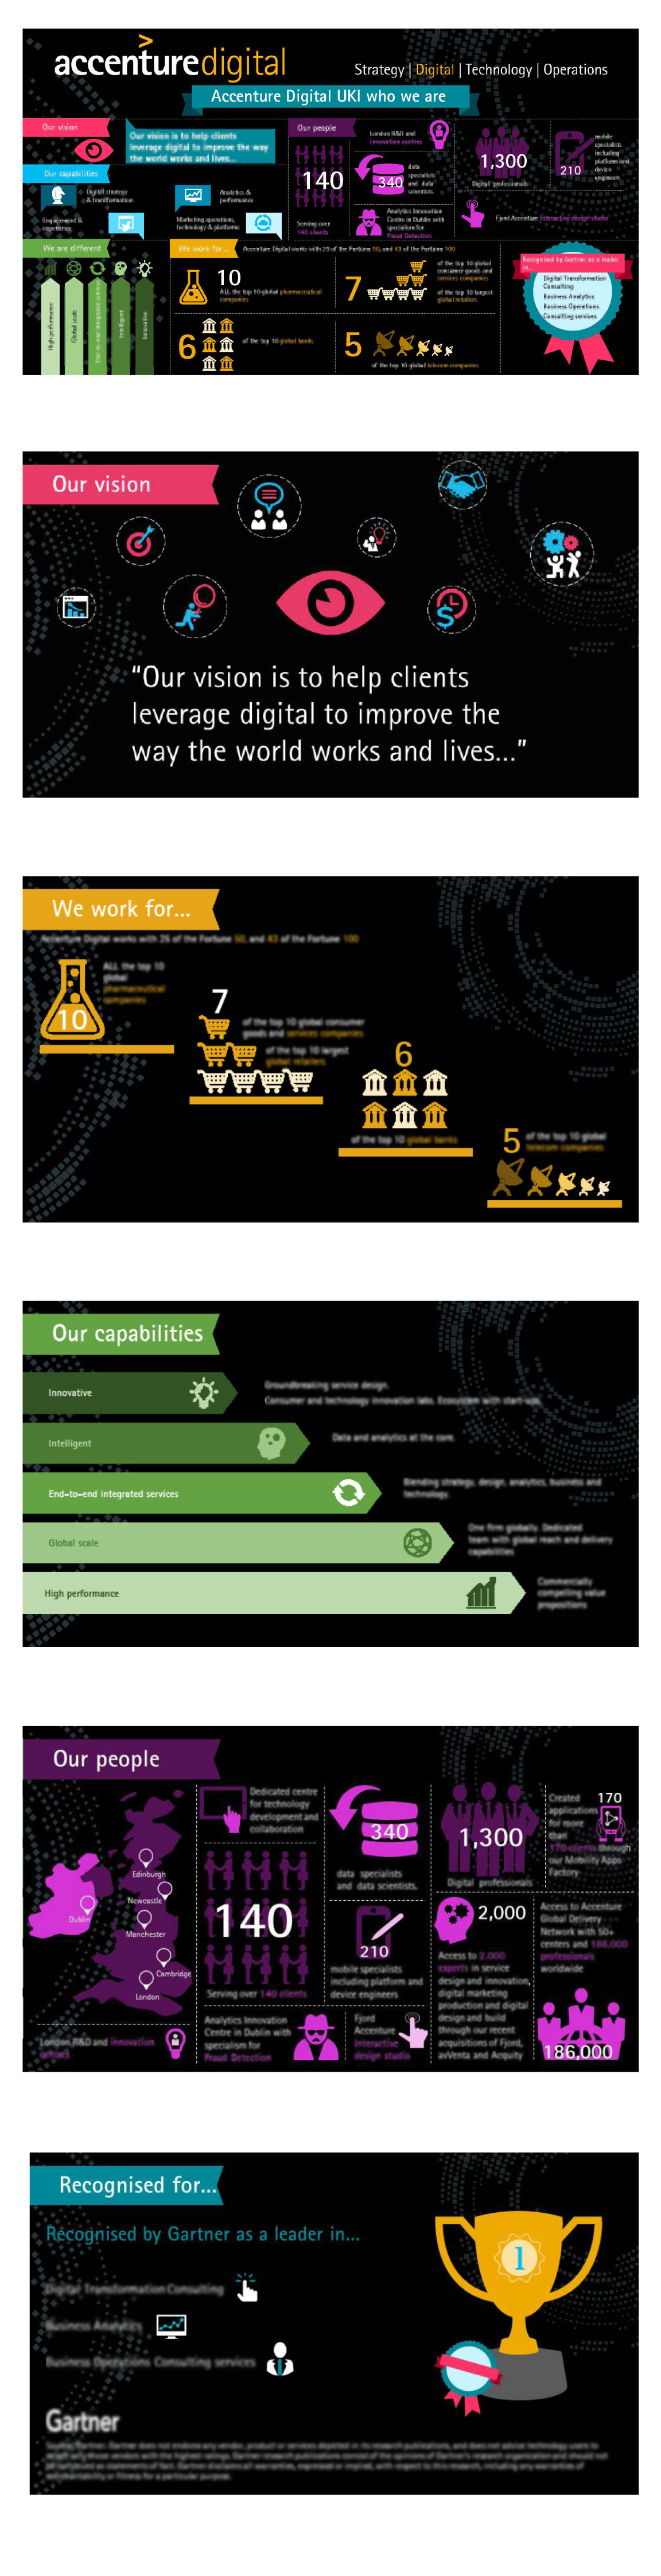 accenturedigital
Strategy | Digital | Technology | Operations
Accenture Digital UKI who we are
Our vision
Our vision is to help clients
leverage digital to improve the way
the world works and lives...
Our capabilities
Digital strategy
& transformation
Analytics &
performance
Engagement &
experience
Marketing operations,
technology & platforms
Our people
140
Serving over
140 clients
London R&D and
innovation centres
340
data
specialists
and data
scientists
Analytics Innovation
Centre in Dublin with
specialism for
Fraud Detection
1,300
Digital professionals
210
mobile
specialists
including
platform and
device
engineers
Fjord Accenture Interactive design studio
We are different
High performance
Global scale
End-to-end integrated services
Intelligent
Innovative
We work for...
Accenture Digital works with 25 of the Fortune 50, and 43 of the Fortune 100
10
ALL the top 10 global pharmaceutical
companies
7
of the top 10 global
consumer goods and
services companies
of the top 10 largest
global retailers
6
of the top 10 global banks
5
of the top 10 global telecom companies
Recognised by Gartner as a leader
in...
Digital Transformation
Consulting
Business Analytics
Business Operations
Consulting services
Our vision
"Our vision is to help clients
leverage digital to improve the
way the world works and lives..."
We work for...
Accenture Digital works with 25 of the Fortune 50, and 43 of the Fortune 100
10
ALL the top 10
global
pharmaceutical
companies
7
of the top 10 global consumer
goods and services companies
of the top 10 largest
global retailers
6
of the top 10 global banks
5
of the top 10 global
telecom companies
Our capabilities
Innovative
Groundbreaking service design.
Consumer and technology innovation labs. Ecosystem with start-ups.
Intelligent
Data and analytics at the core.
End-to-end integrated services
Blending strategy, design, analytics, business and
technology.
Global scale
One firm globally. Dedicated
team with global reach and delivery
capabilities
High performance
Commercially
compelling value
propositions
Our people
Edinburgh
Newcastle
Dublin
Manchester
Cambridge
London
London R&D and innovation
centres
Dedicated centre
for technology
development and
collaboration
140
Serving over 140 clients
Analytics Innovation
Centre in Dublin with
specialism for
Fraud Detection
340
data specialists
and data scientists.
210
mobile specialists
including platform and
device engineers
Fjord
Accenture
Interactive
design studio
1,300
Digital professionals
2,000
Access to 2,000
experts in service
design and innovation,
digital marketing
production and digital
design and build
through our recent
acquisitions of Fjord,
avVenta and Acquity
Created
applications
for more
than
170 clients through
our Mobility Apps
Factory
170
Access to Accenture
Global Delivery
Network with 50+
centers and 186,000
professionals
worldwide
186,000
Recognised for...
Recognised by Gartner as a leader in...
Digital Transformation Consulting
Business Analytics
Business Operations Consulting services
1
Gartner